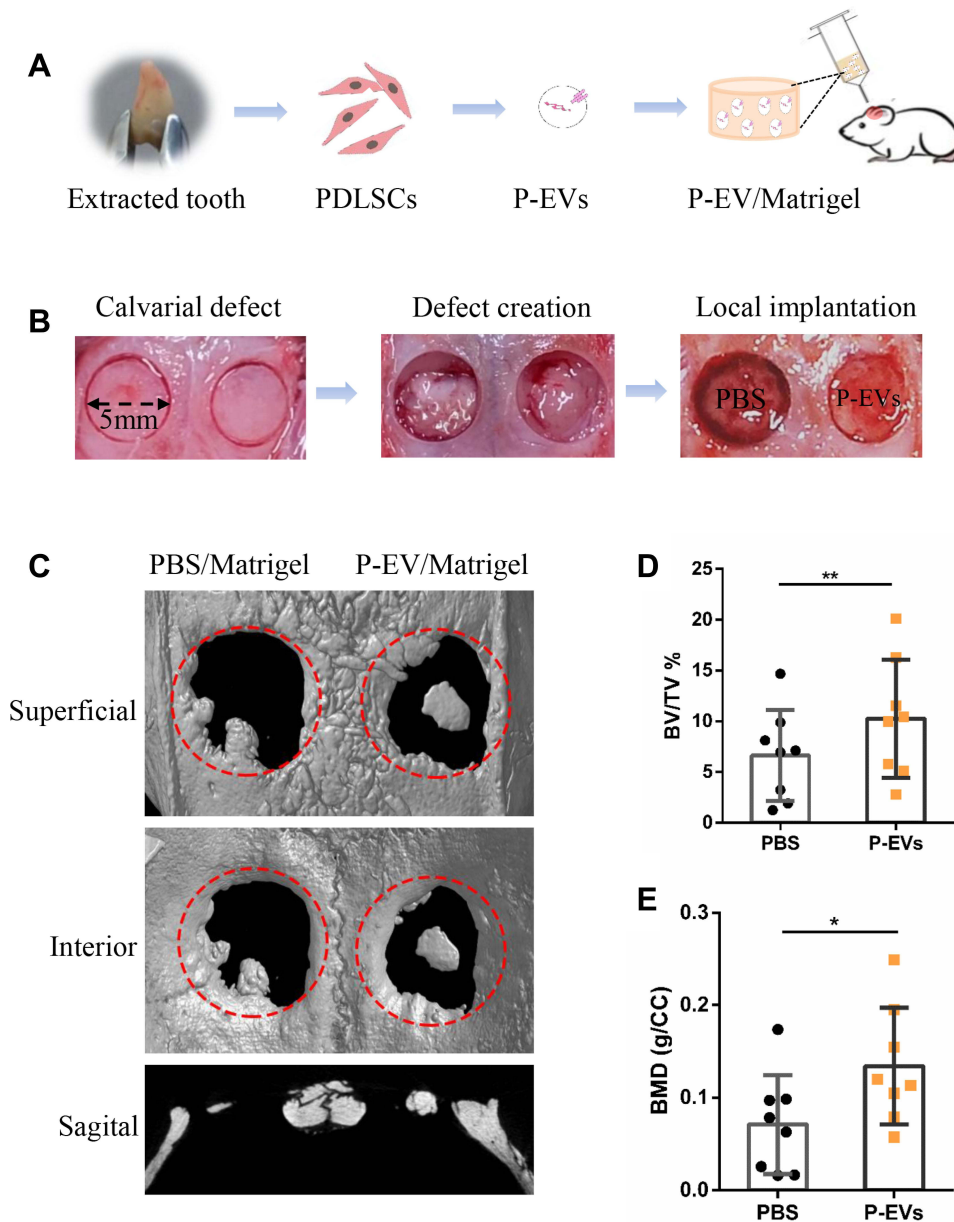 A
Extracted tooth
PDLSCs
P-EVs
P-EV/Matrigel
B
Calvarial defect
Defect creation
Local implantation
5mm
PBS
P-EVs
C
PBS/Matrigel
P-EV/Matrigel
Superficial
Interior
Sagital
D
BV/TV %
25
20
15
10
5
0
**
PBS
P-EVs
E
BMD (g/CC)
0.3
0.2
0.1
0.0
*
PBS
P-EVs